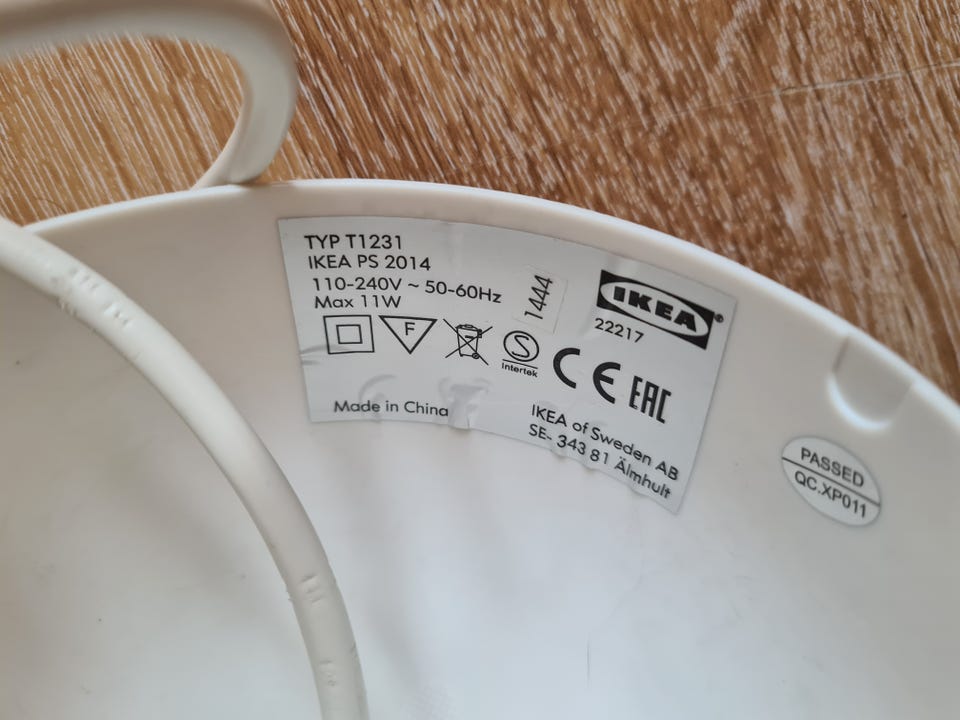 TYP T1231
IKEA PS 2014
110-240V ~ 50-60Hz
Max 11W
1444
IKEA®
22217
F
S
Intertek
CE EAC
Made in China
IKEA of Sweden AB
SE- 343 81 Älmhult
PASSED
QC.XP011